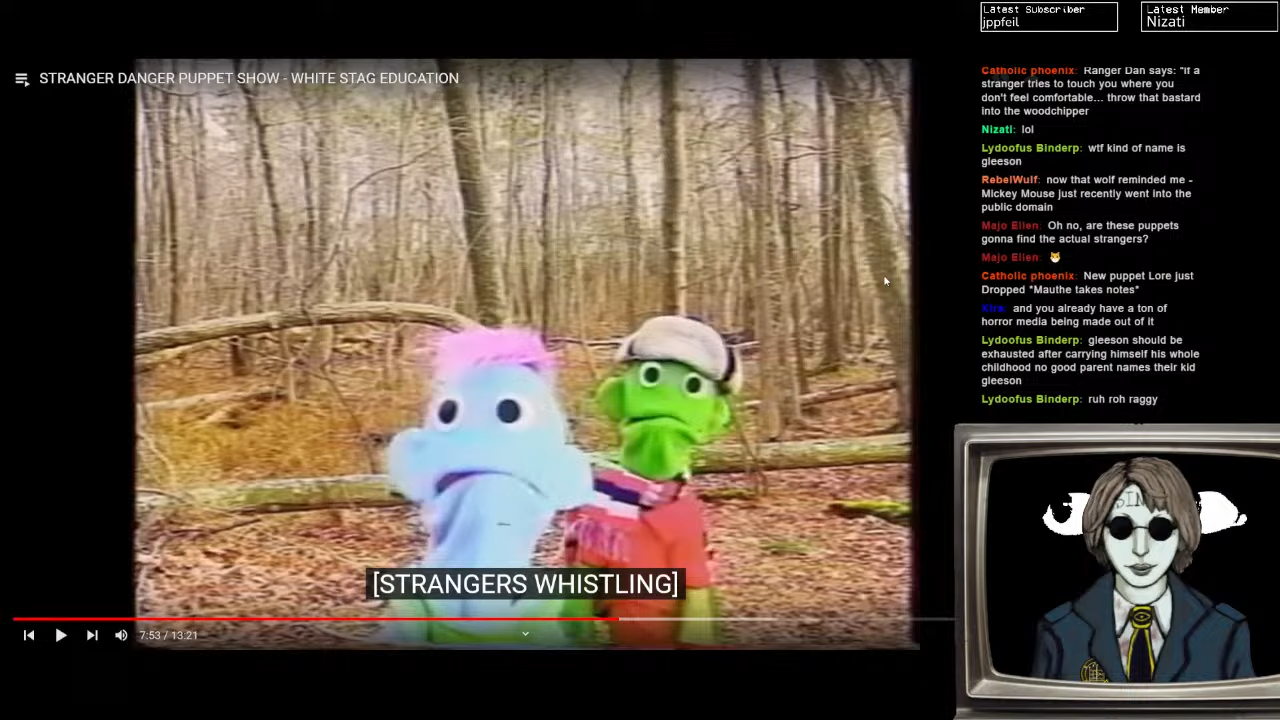 Latest Subscriber
jppfeil
Latest Member
Nizati
STRANGER DANGER PUPPET SHOW - WHITE STAG EDUCATION
Catholic phoenix: Ranger Dan says: "If a
stranger tries to touch you where you
don't feel comfortable... throw that bastard
into the woodchipper
Nizati: lol
Lydoofus Binderp: wtf kind of name is
gleeson
RebelWulf: now that wolf reminded me -
Mickey Mouse just recently went into the
public domain
Majo Ellen: Oh no, are these puppets
gonna find the actual strangers?
Majo Ellen:
Catholic phoenix: New puppet Lore just
Dropped *Mauthe takes notes*
and you already have a ton of
horror media being made out of it
Lydoofus Binderp: gleeson should be
exhausted after carrying himself his whole
childhood no good parent names their kid
gleeson
Lydoofus Binderp: ruh roh raggy
[STRANGERS WHISTLING]
7:53 / 13:21
SIN